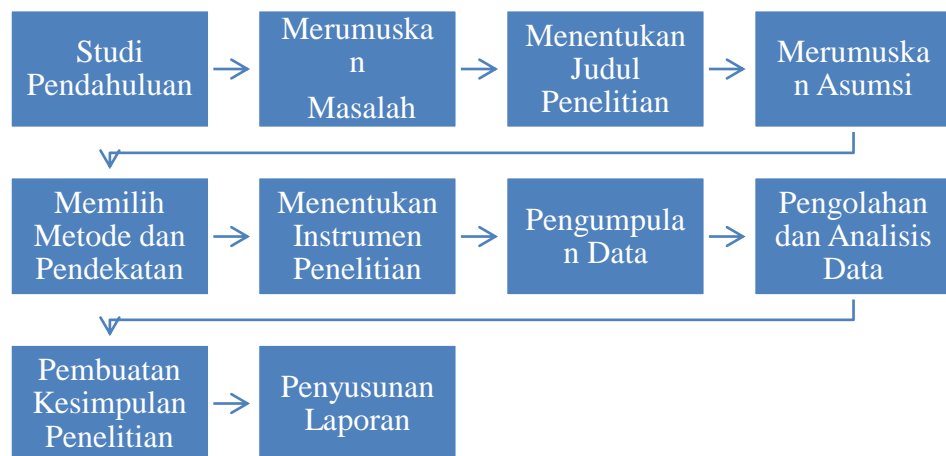 Studi
Pendahuluan
Merumuska
n
Masalah
Menentukan
Judul
Penelitian
Merumuska
n Asumsi
Memilih
Metode dan
Pendekatan
Menentukan
Instrumen
Penelitian
Pengumpula
n Data
Pengolahan
dan Analisis
Data
Pembuatan
Kesimpulan
Penelitian
Penyusunan
Laporan